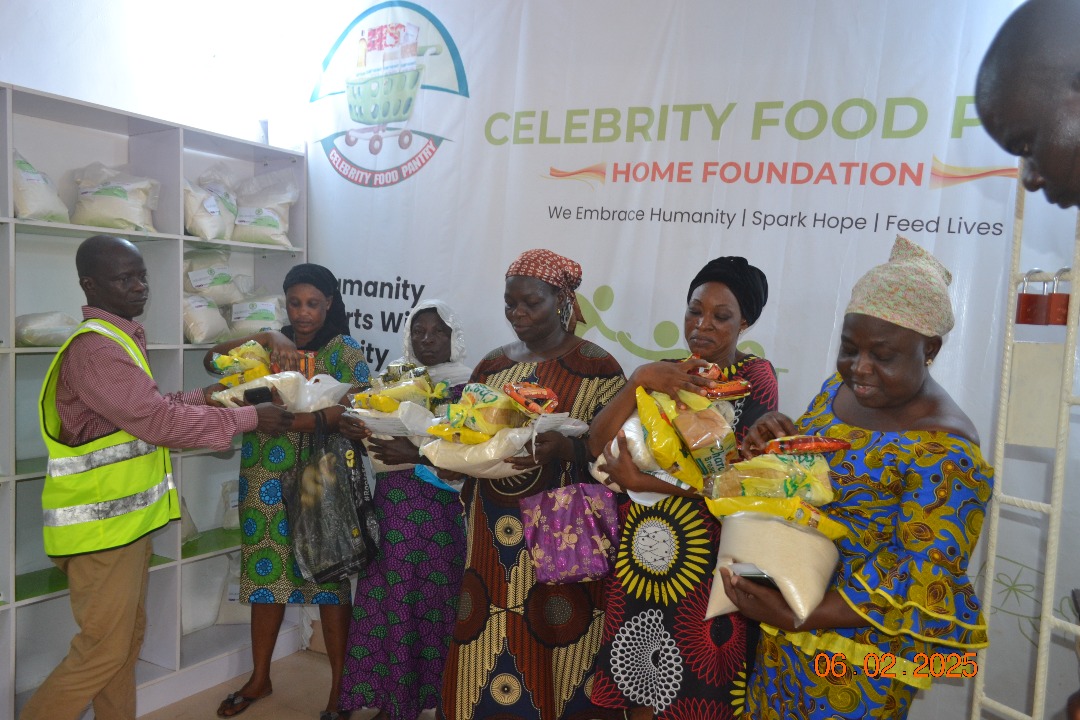 CELEBRITY FOOD PANTRY
CELEBRITY FOOD P
HOME FOUNDATION
We Embrace Humanity | Spark Hope | Feed Lives
umanity
rts Wi
ity
06 02 2025